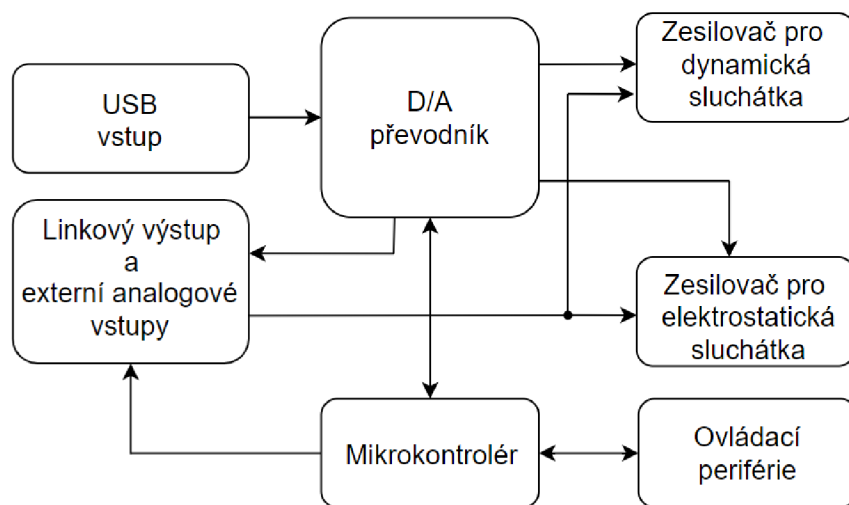 USB
vstup
D/A
převodník
Zesilovač pro
dynamická
sluchátka
Linkový výstup
a
externí analogové
vstupy
Zesilovač pro
elektrostatická
sluchátka
Mikrokontrolér
Ovládací
periférie